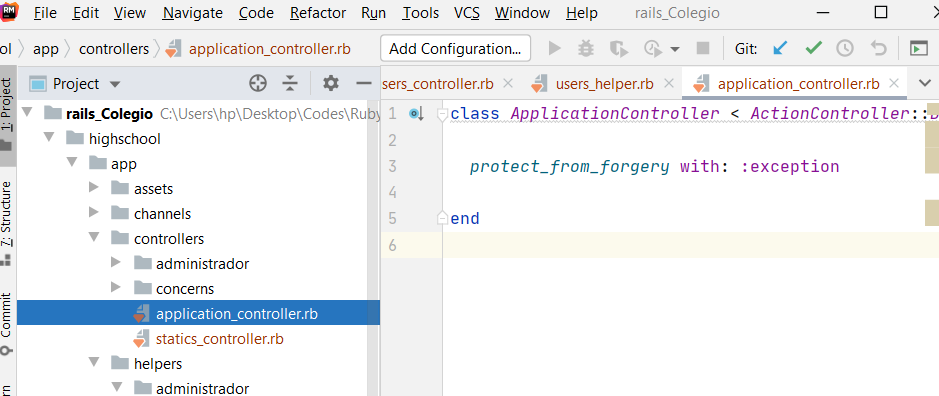 RM File Edit View Navigate Code Refactor Run Tools VCS Window Help rails_Colegio
ol app controllers application_controller.rb Add Configuration... Git:
Project
sers_controller.rb users_helper.rb application_controller.rb
1: Project
7: Structure
Commit
rails_Colegio C:\Users\hp\Desktop\Codes\Ruby
highschool
app
assets
channels
controllers
administrador
concerns
application_controller.rb
statics_controller.rb
helpers
administrador
1 class ApplicationController < ActionController::B
2
3 protect_from_forgery with: :exception
4
5 end
6